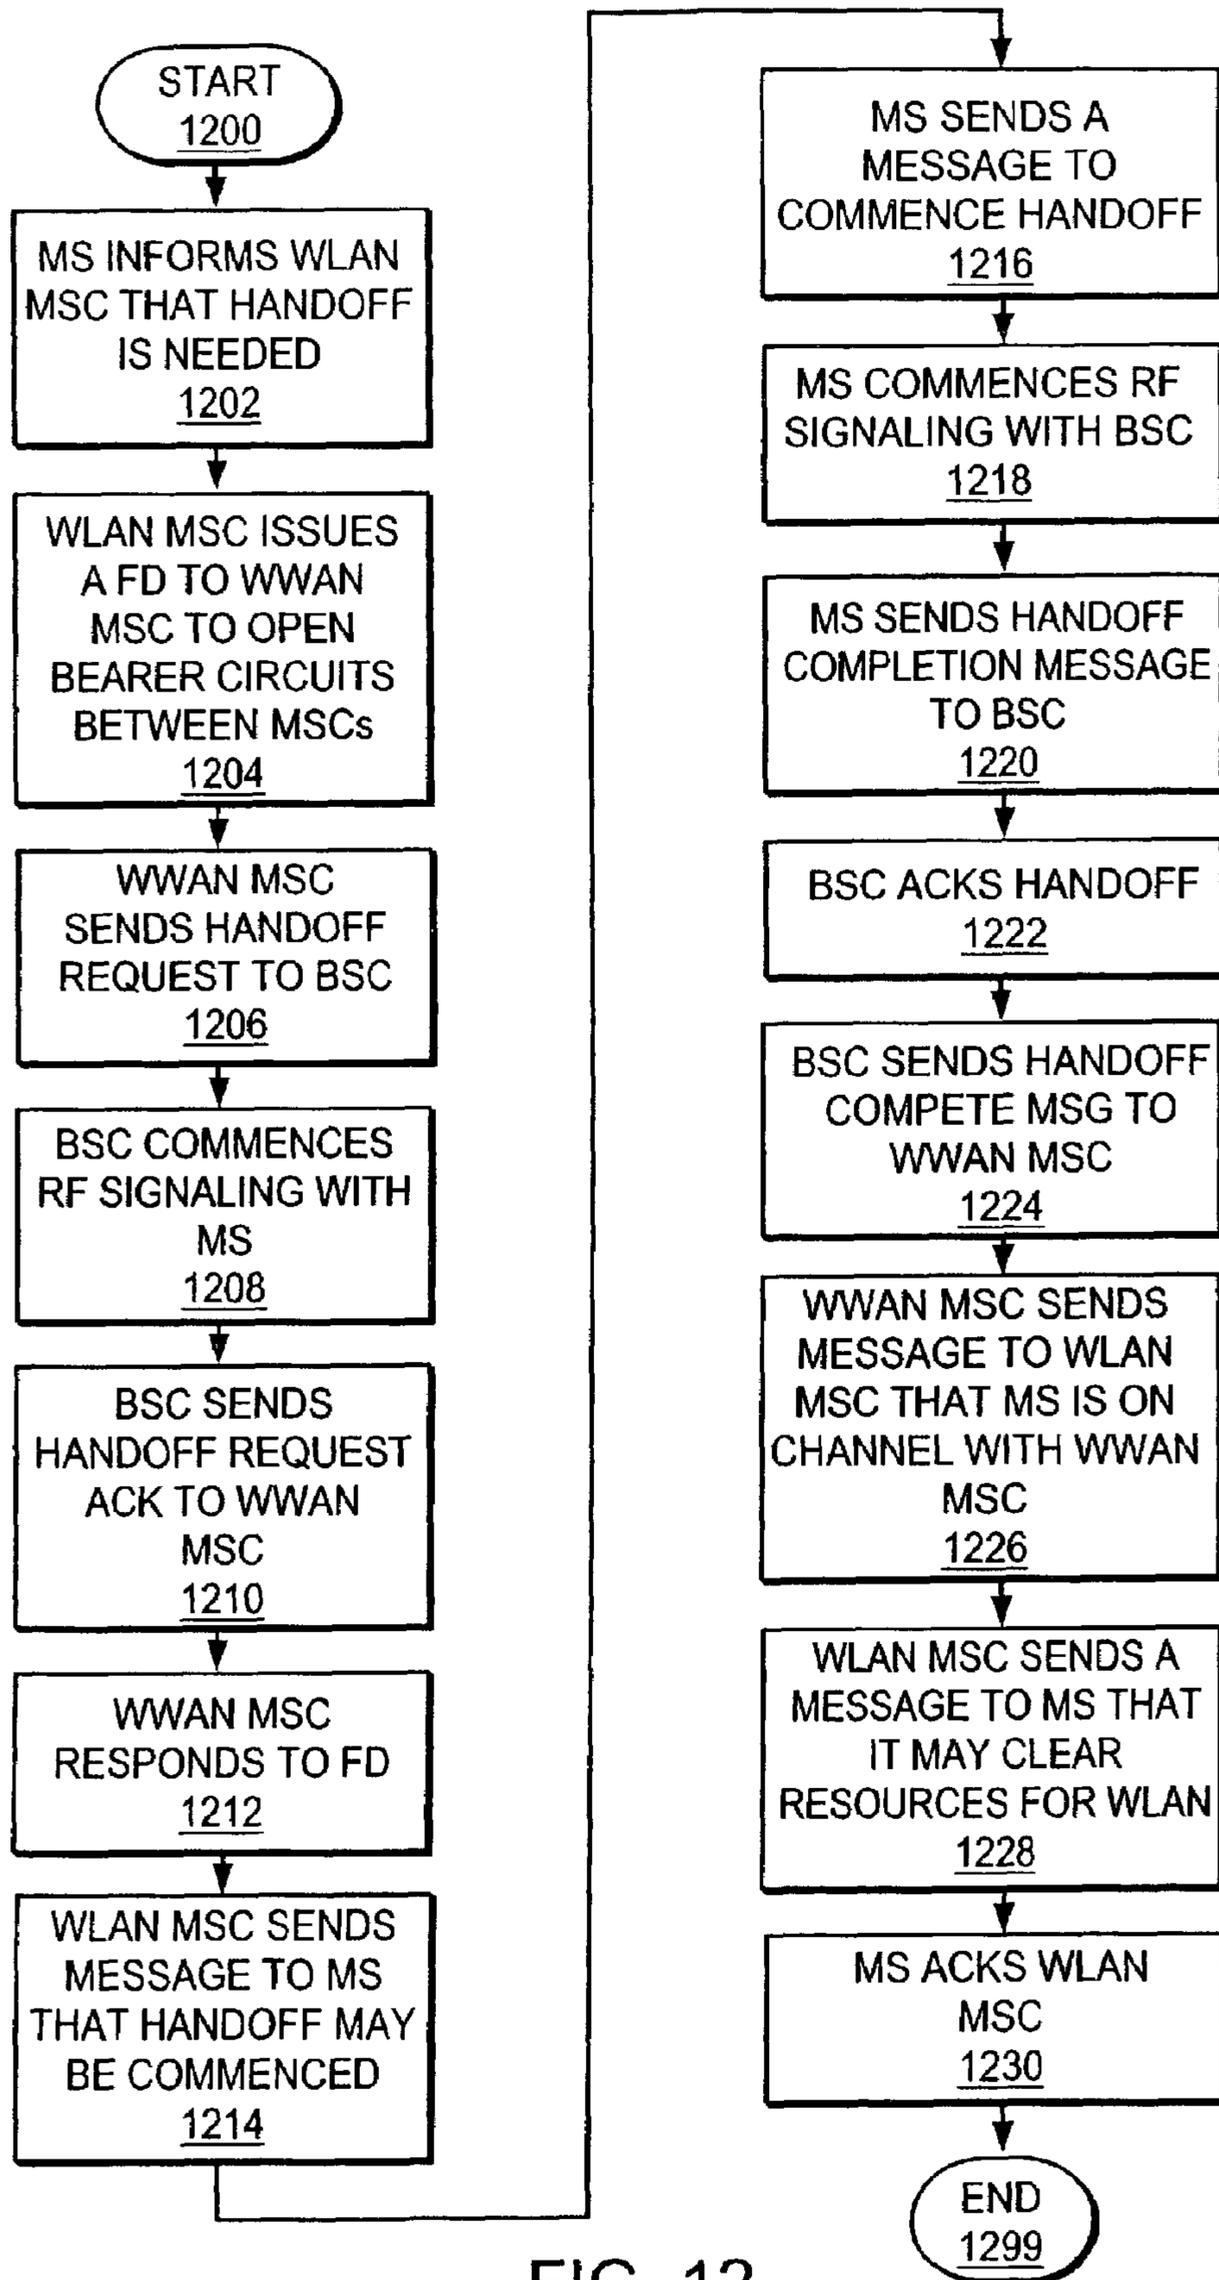 START
1200
MS INFORMS WLAN
MSC THAT HANDOFF
IS NEEDED
1202
WLAN MSC ISSUES
A FD TO WWAN
MSC TO OPEN
BEARER CIRCUITS
BETWEEN MSCs
1204
WWAN MSC
SENDS HANDOFF
REQUEST TO BSC
1206
BSC COMMENCES
RF SIGNALING WITH
MS
1208
BSC SENDS
HANDOFF REQUEST
ACK TO WWAN
MSC
1210
WWAN MSC
RESPONDS TO FD
1212
WLAN MSC SENDS
MESSAGE TO MS
THAT HANDOFF MAY
BE COMMENCED
1214
MS SENDS A
MESSAGE TO
COMMENCE HANDOFF
1216
MS COMMENCES RF
SIGNALING WITH BSC
1218
MS SENDS HANDOFF
COMPLETION MESSAGE
TO BSC
1220
BSC ACKS HANDOFF
1222
BSC SENDS HANDOFF
COMPETE MSG TO
WWAN MSC
1224
WWAN MSC SENDS
MESSAGE TO WLAN
MSC THAT MS IS ON
CHANNEL WITH WWAN
MSC
1226
WLAN MSC SENDS A
MESSAGE TO MS THAT
IT MAY CLEAR
RESOURCES FOR WLAN
1228
MS ACKS WLAN
MSC
1230
END
1299
FIG. 12